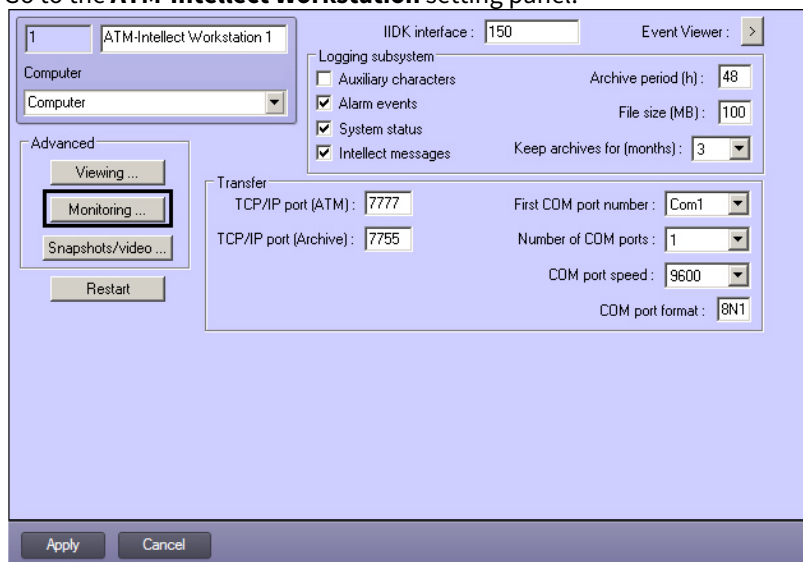 Go to the ATM-Intellect Workstation setting panel.
1 ATM-Intellect Workstation 1
IIDK interface : 150
Event Viewer : >
Computer
Computer
Logging subsystem
Auxiliary characters
Alarm events
System status
Intellect messages
Archive period (h) : 48
File size (MB) : 100
Keep archives for (months) : 3
Advanced
Viewing ...
Monitoring ...
Snapshots/video ...
Restart
Transfer
TCP/IP port (ATM) : 7777
TCP/IP port (Archive) : 7755
First COM port number : Com1
Number of COM ports : 1
COM port speed : 9600
COM port format : 8N1
Apply Cancel